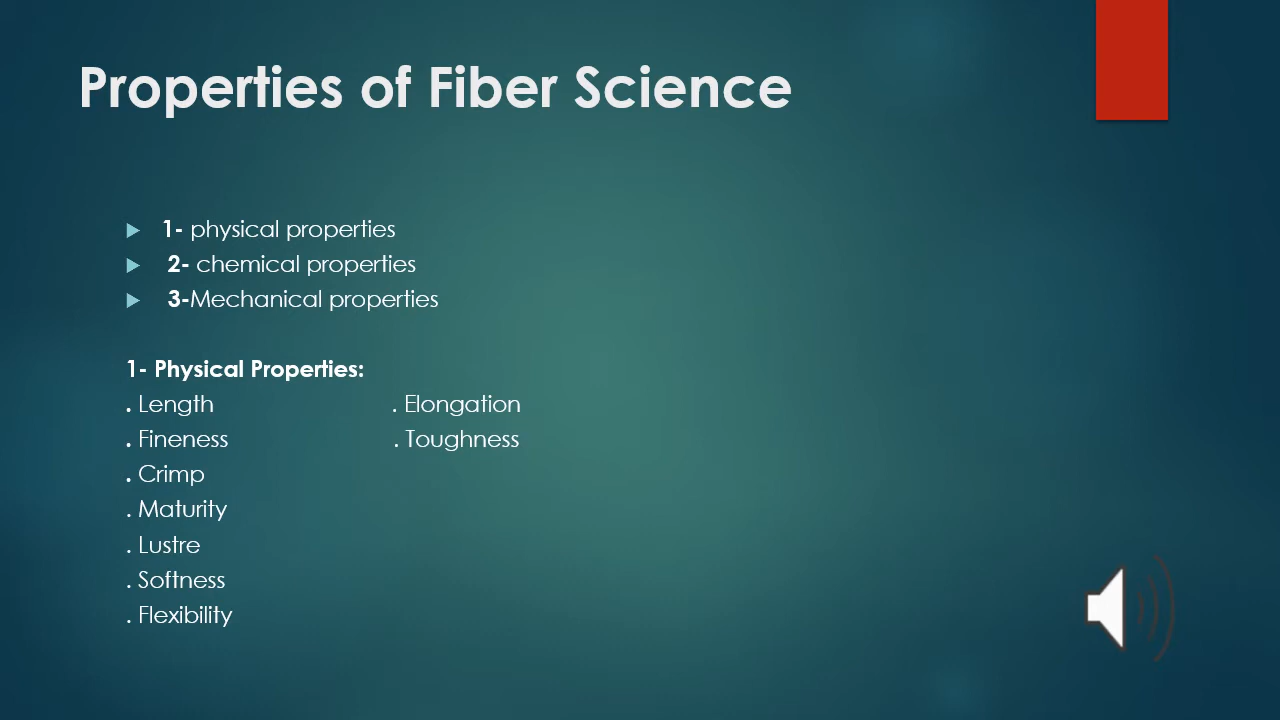 Properties of Fiber Science
1- physical properties
2- chemical properties
3-Mechanical properties
1- Physical Properties:
. Length . Elongation
. Fineness . Toughness
. Crimp
. Maturity
. Lustre
. Softness
. Flexibility